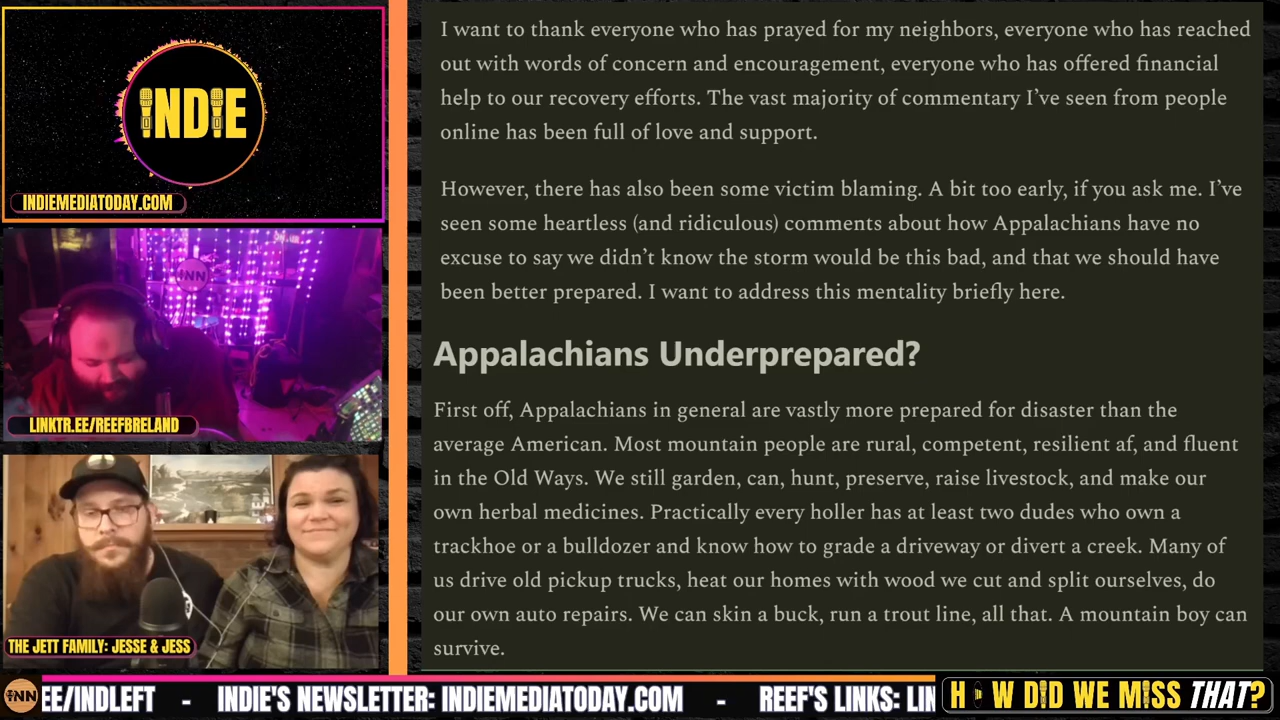 INDIE
INDIEMEDIATODAY.COM
INN
LINKTR.EE/REEFBRELAND
THE JETT FAMILY: JESSE & JESS
I want to thank everyone who has prayed for my neighbors, everyone who has reached
out with words of concern and encouragement, everyone who has offered financial
help to our recovery efforts. The vast majority of commentary I’ve seen from people
online has been full of love and support.
However, there has also been some victim blaming. A bit too early, if you ask me. I’ve
seen some heartless (and ridiculous) comments about how Appalachians have no
excuse to say we didn’t know the storm would be this bad, and that we should have
been better prepared. I want to address this mentality briefly here.
Appalachians Underprepared?
First off, Appalachians in general are vastly more prepared for disaster than the
average American. Most mountain people are rural, competent, resilient af, and fluent
in the Old Ways. We still garden, can, hunt, preserve, raise livestock, and make our
own herbal medicines. Practically every holler has at least two dudes who own a
trackhoe or a bulldozer and know how to grade a driveway or divert a creek. Many of
us drive old pickup trucks, heat our homes with wood we cut and split ourselves, do
our own auto repairs. We can skin a buck, run a trout line, all that. A mountain boy can
survive.
INN
EE/INDLEFT - INDIE'S NEWSLETTER: INDIEMEDIATODAY.COM - REEF'S LINKS: LIN
HOW DID WE MISS THAT?